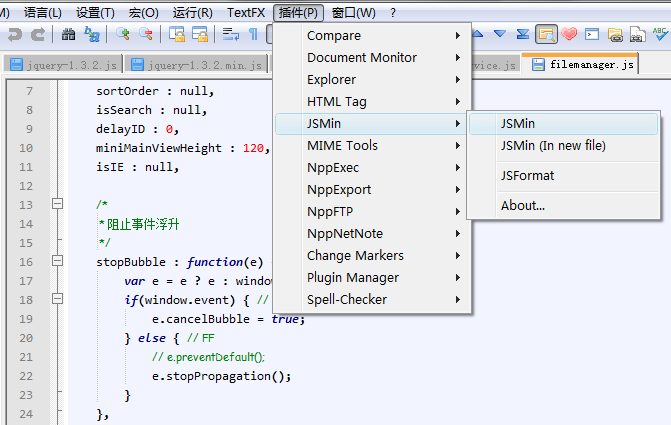 M) 语言(L) 设置(T) 宏(O) 运行(R) TextFX 插件(P) 窗口(W) ?
jquery-1.3.2.js jquery-1.3.2.min.js vice.js filemanager.js
7 sortOrder : null,
8 isSearch : null,
9 delayID : 0,
10 miniMainViewHeight : 120,
11 isIE : null,
12
13 /*
14 *阻止事件浮升
15 */
16 stopBubble : function(e)
17 var e = e ? e : window
18 if(window.event) { //
19 e.cancelBubble = true;
20 } else { // FF
21 // e.preventDefault();
22 e.stopPropagation();
23 }
24 },
Compare
Document Monitor
Explorer
HTML Tag
JSMin
MIME Tools
NppExec
NppExport
NppFTP
NppNetNote
Change Markers
Plugin Manager
Spell-Checker
JSMin
JSMin (In new file)
JSFormat
About...